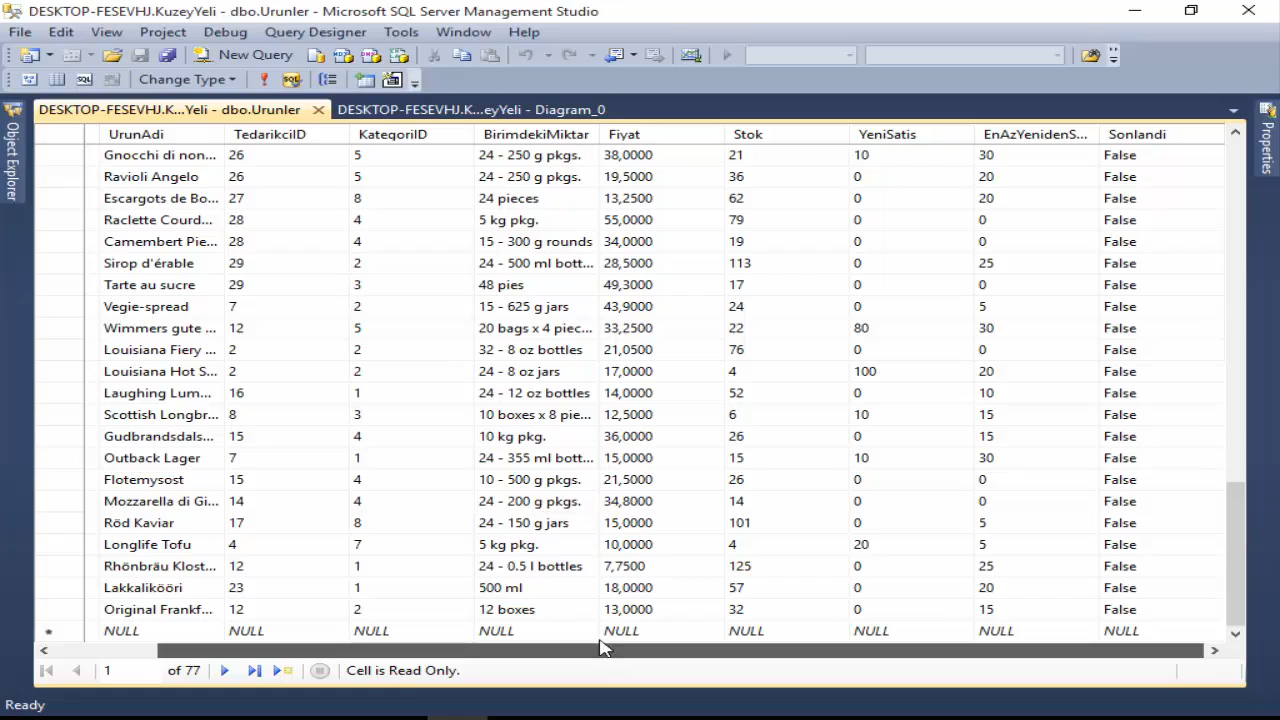 DESKTOP-FESEVHJ.KuzeyYeli - dbo.Urunler - Microsoft SQL Server Management Studio
File Edit View Project Debug Query Designer Tools Window Help
New Query
Change Type
DESKTOP-FESEVHJ.K...Yeli - dbo.Urunler DESKTOP-FESEVHJ.K...eyYeli - Diagram_0
Object Explorer
Properties
UrunAdi TedarikciID KategoriID BirimdekiMiktar Fiyat Stok YeniSatis EnAzYenidenS... Sonlandi
Gnocchi di non... 26 5 24 - 250 g pkgs. 38,0000 21 10 30 False
Ravioli Angelo 26 5 24 - 250 g pkgs. 19,5000 36 0 20 False
Escargots de Bo... 27 8 24 pieces 13,2500 62 0 20 False
Raclette Courd... 28 4 5 kg pkg. 55,0000 79 0 0 False
Camembert Pie... 28 4 15 - 300 g rounds 34,0000 19 0 0 False
Sirop d'érable 29 2 24 - 500 ml bott... 28,5000 113 0 25 False
Tarte au sucre 29 3 48 pies 49,3000 17 0 0 False
Vegie-spread 7 2 15 - 625 g jars 43,9000 24 0 5 False
Wimmers gute ... 12 5 20 bags x 4 piec... 33,2500 22 80 30 False
Louisiana Fiery ... 2 2 32 - 8 oz bottles 21,0500 76 0 0 False
Louisiana Hot S... 2 2 24 - 8 oz jars 17,0000 4 100 20 False
Laughing Lum... 16 1 24 - 12 oz bottles 14,0000 52 0 10 False
Scottish Longbr... 8 3 10 boxes x 8 pie... 12,5000 6 10 15 False
Gudbrandsdals... 15 4 10 kg pkg. 36,0000 26 0 15 False
Outback Lager 7 1 24 - 355 ml bott... 15,0000 15 10 30 False
Flotemysost 15 4 10 - 500 g pkgs. 21,5000 26 0 0 False
Mozzarella di Gi... 14 4 24 - 200 g pkgs. 34,8000 14 0 0 False
Röd Kaviar 17 8 24 - 150 g jars 15,0000 101 0 5 False
Longlife Tofu 4 7 5 kg pkg. 10,0000 4 20 5 False
Rhönbräu Klost... 12 1 24 - 0.5 l bottles 7,7500 125 0 25 False
Lakkalikööri 23 1 500 ml 18,0000 57 0 20 False
Original Frankf... 12 2 12 boxes 13,0000 32 0 15 False
NULL NULL NULL NULL NULL NULL NULL NULL NULL
1 of 77 Cell is Read Only.
Ready